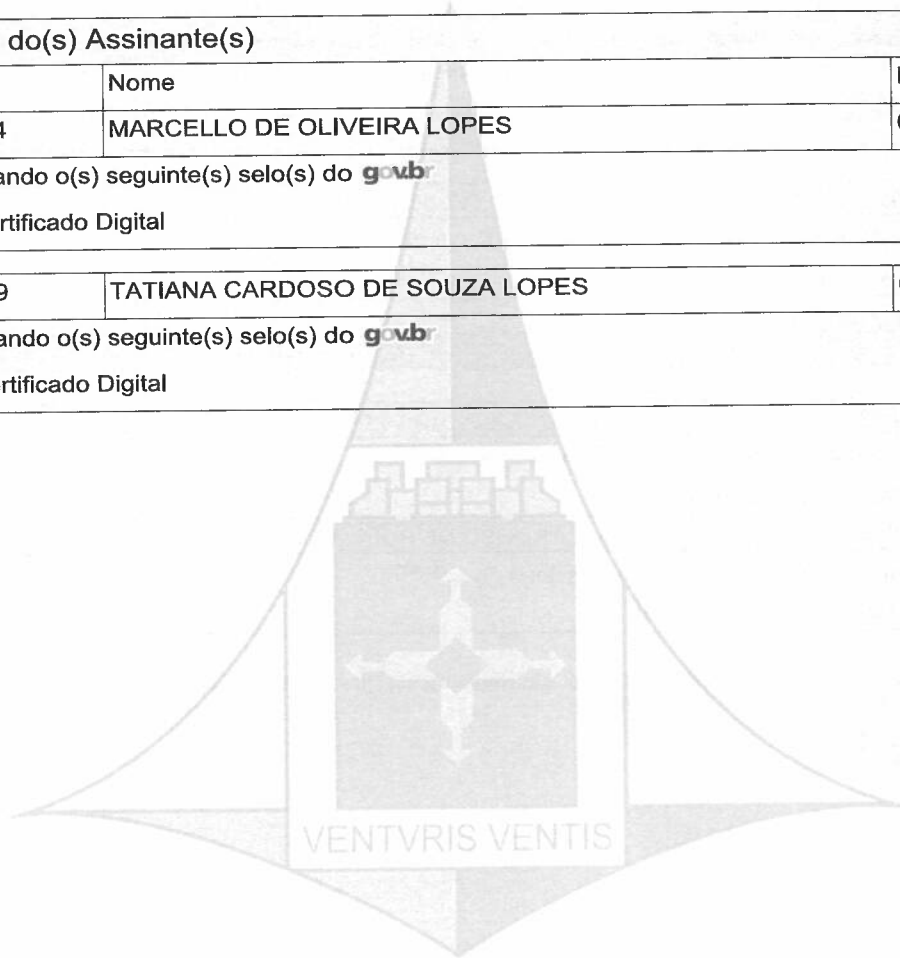 do(s) Assinante(s)
Nome
4 MARCELLO DE OLIVEIRA LOPES
ando o(s) seguinte(s) selo(s) do gov.br
rtificado Digital
9 TATIANA CARDOSO DE SOUZA LOPES
ando o(s) seguinte(s) selo(s) do gov.br
rtificado Digital
VENTVRIS VENTIS